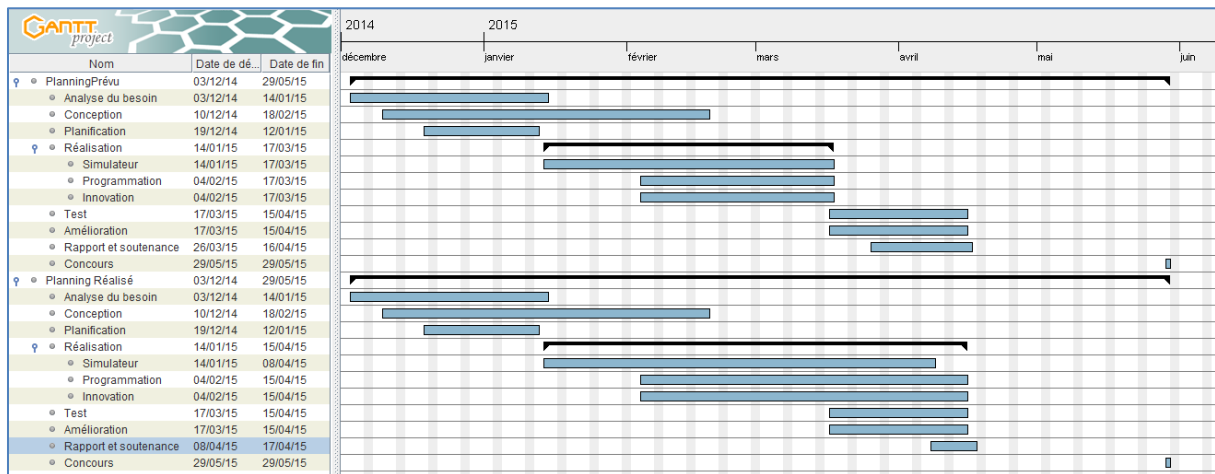 GANTT
project
2014 2015
décembre janvier février mars avril mai juin
Nom Date de dé... Date de fin
PlanningPrévu 03/12/14 29/05/15
Analyse du besoin 03/12/14 14/01/15
Conception 10/12/14 18/02/15
Planification 19/12/14 12/01/15
Réalisation 14/01/15 17/03/15
Simulateur 14/01/15 17/03/15
Programmation 04/02/15 17/03/15
Innovation 04/02/15 17/03/15
Test 17/03/15 15/04/15
Amélioration 17/03/15 15/04/15
Rapport et soutenance 26/03/15 16/04/15
Concours 29/05/15 29/05/15
Planning Réalisé 03/12/14 29/05/15
Analyse du besoin 03/12/14 14/01/15
Conception 10/12/14 18/02/15
Planification 19/12/14 12/01/15
Réalisation 14/01/15 15/04/15
Simulateur 14/01/15 08/04/15
Programmation 04/02/15 15/04/15
Innovation 04/02/15 15/04/15
Test 17/03/15 15/04/15
Amélioration 17/03/15 15/04/15
Rapport et soutenance 08/04/15 17/04/15
Concours 29/05/15 29/05/15